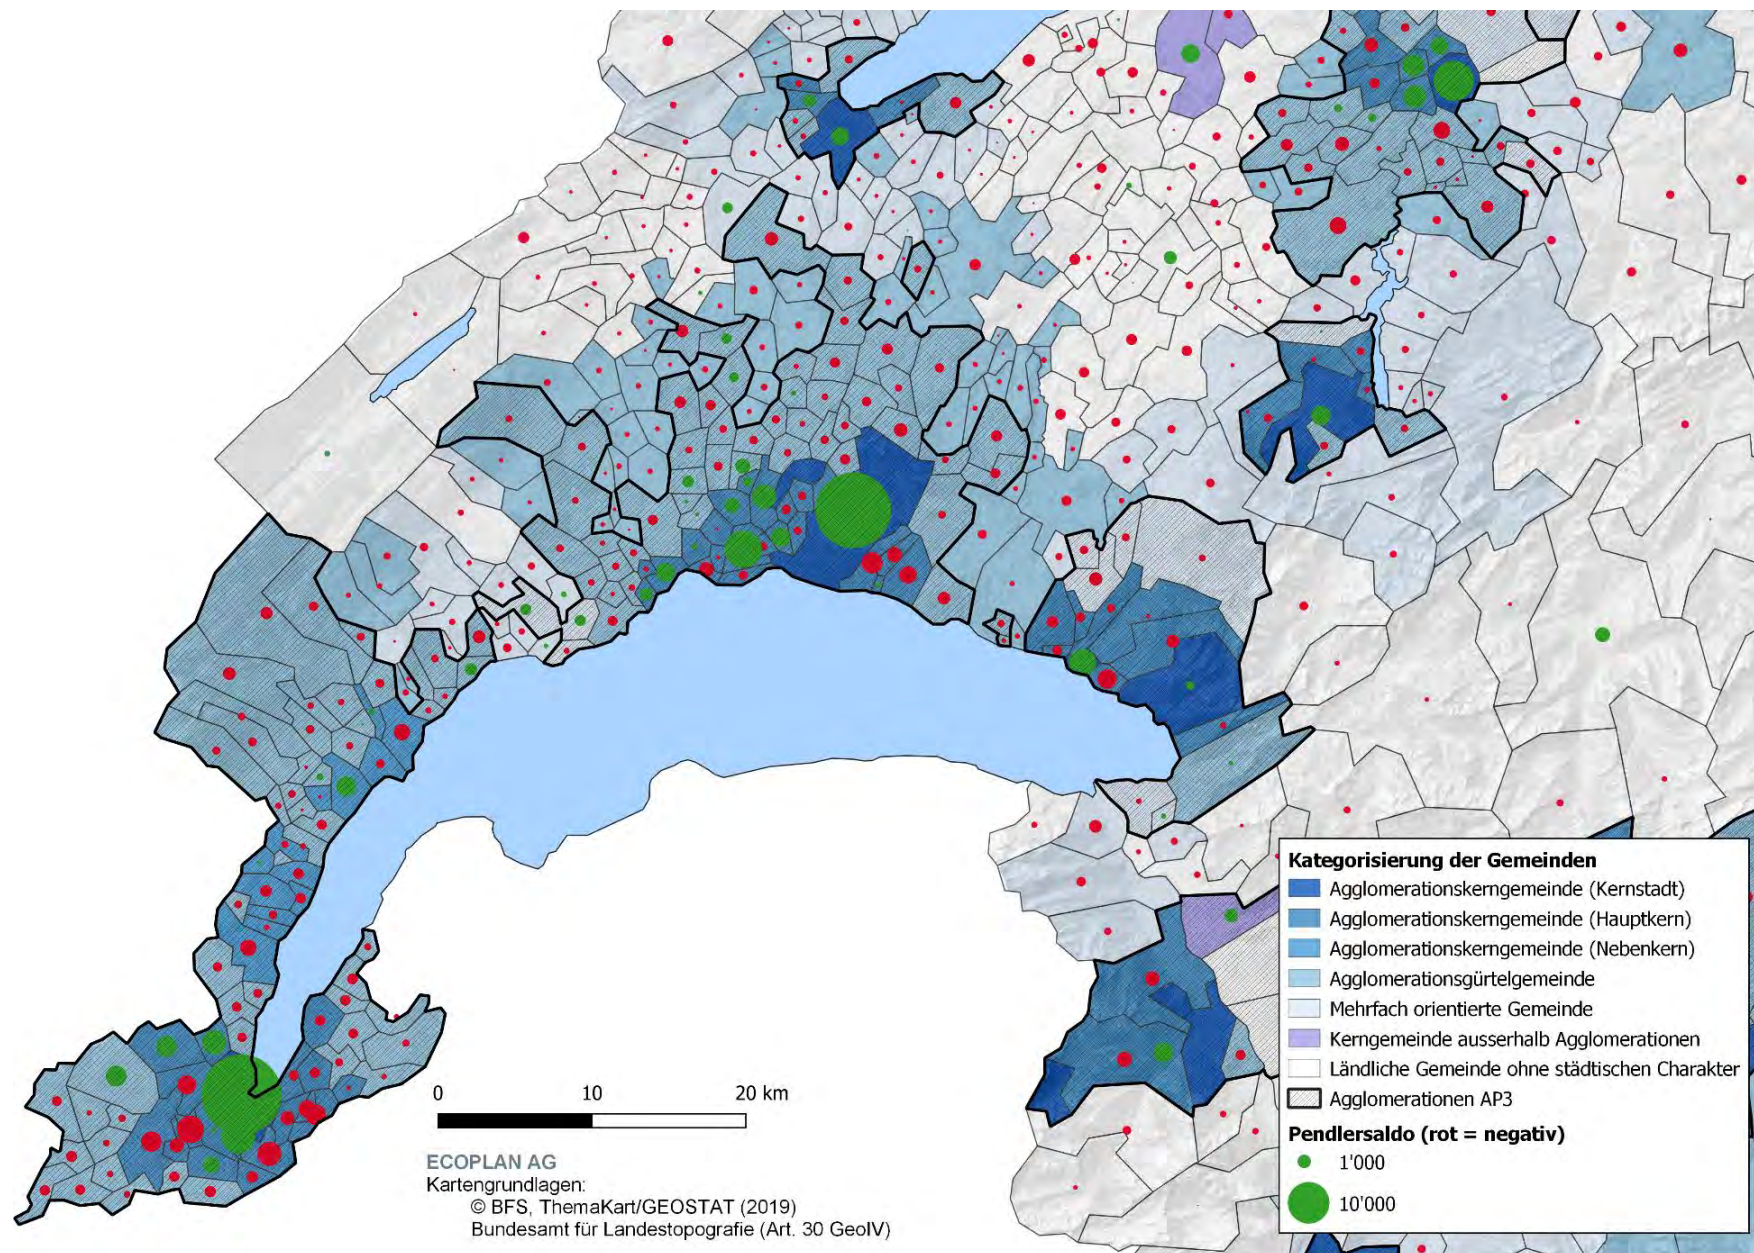 Kategorisierung der Gemeinden
Agglomerationskerngemeinde (Kernstadt)
Agglomerationskerngemeinde (Hauptkern)
Agglomerationskerngemeinde (Nebenkern)
Agglomerationsgürtelgemeinde
Mehrfach orientierte Gemeinde
Kerngemeinde ausserhalb Agglomerationen
Ländliche Gemeinde ohne städtischen Charakter
Agglomerationen AP3
Pendlersaldo (rot = negativ)
1'000
10'000
0 10 20 km
ECOPLAN AG
Kartengrundlagen:
© BFS, ThemaKart/GEOSTAT (2019)
Bundesamt für Landestopografie (Art. 30 GeoIV)